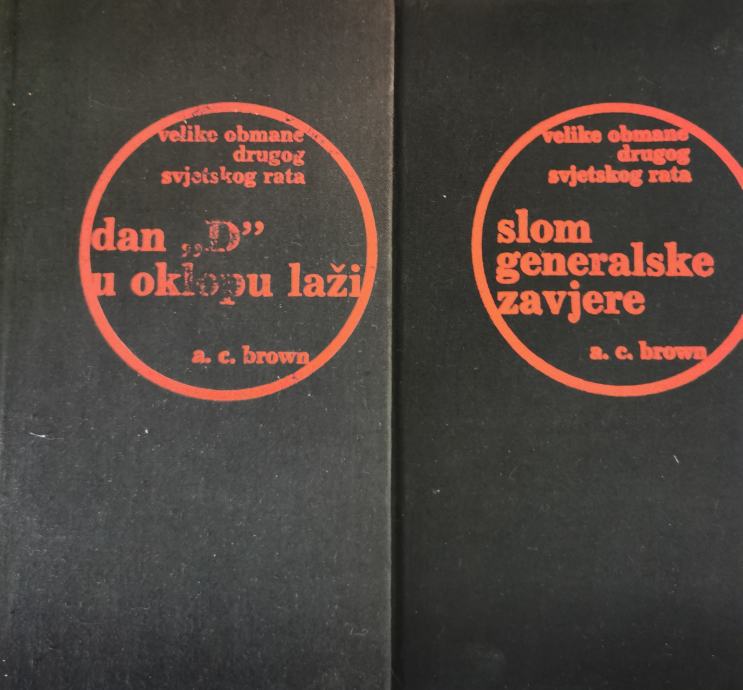 velike obmane
drugog
svjetskog rata
dan „D”
u oklopu laži
a. c. brown
velike obmane
drugog
svjetskog rata
slom
generalske
zavjere
a. c. brown